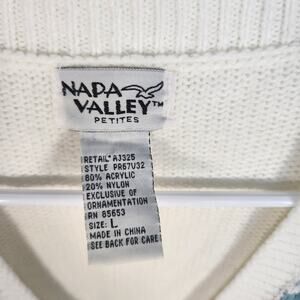 NAPA
VALLEY™
PETITES
RETAIL* AJ325
STYLE PR67U32
80% ACRYLIC
20% NYLON
EXCLUSIVE OF
ORNAMENTATION
RN 85653
SIZE: L
MADE IN CHINA
SEE BACK FOR CARE